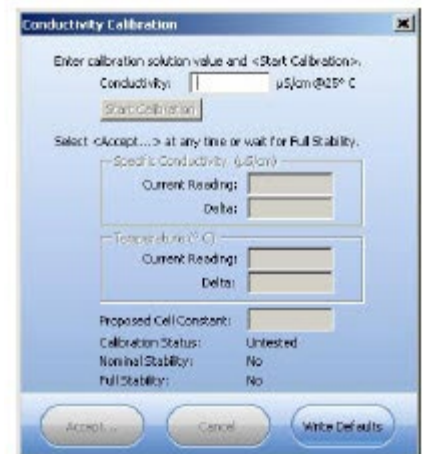 Conductivity Calibration
Enter calibration solution value and <Start Calibration>.
Conductivity: µS/cm @25° C
Start Calibration
Select <Accept...> at any time or wait for Full Stability.
Specific Conductivity (µS/cm)
Current Reading:
Delta:
Temperature (° C)
Current Reading:
Delta:
Proposed Cell Constant:
Calibration Status: Untested
Nominal Stability: No
Full Stability: No
Accept ... Cancel Write Defaults